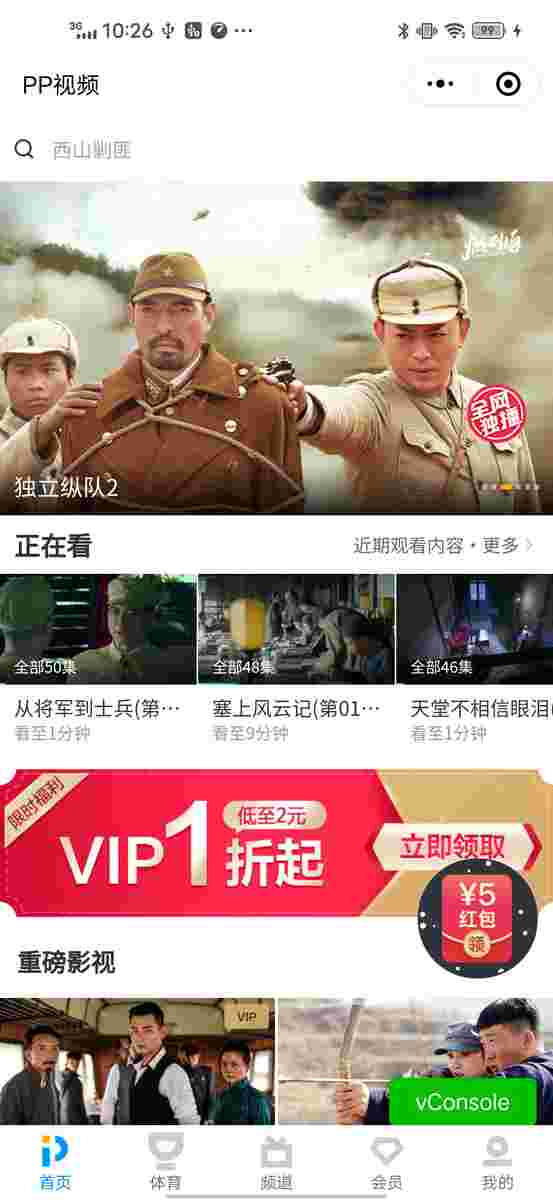 3G 10:26
99
PP视频
西山剿匪
全网
独播
独立纵队2
正在看
近期观看内容·更多
全部50集
全部48集
全部46集
从将军到士兵(第…
塞上风云记(第01…
天堂不相信眼泪(
看至1分钟
看至9分钟
看至1分钟
限时福利
VIP1折起
低至2元
立即领取
¥5
红包
领
重磅影视
VIP
vConsole
首页
体育
频道
会员
我的